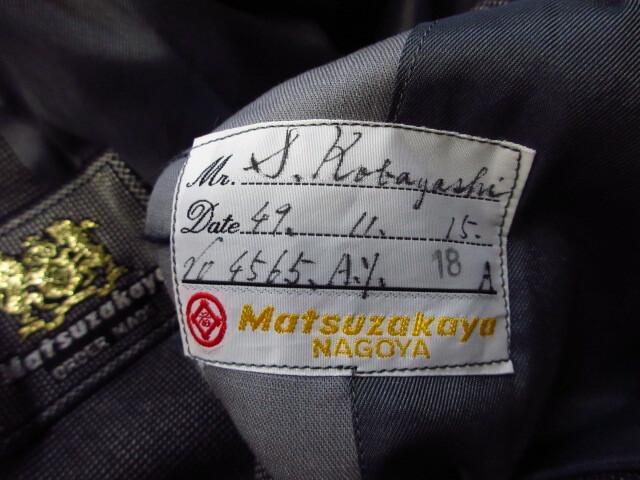 Mr. S. Kobayashi
Date 49. 11. 15.
No 4565. A.Y. 18 A
Matsuzakaya
NAGOYA
Matsuzakaya
ORDER MADE